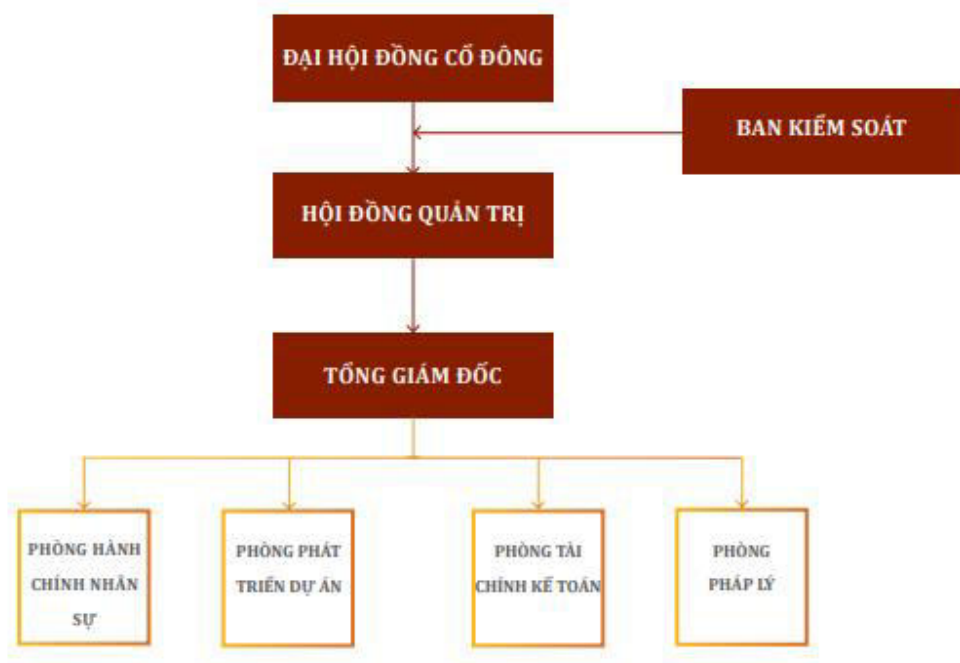 ĐẠI HỘI ĐỒNG CỔ ĐÔNG
BAN KIỂM SOÁT
HỘI ĐỒNG QUẢN TRỊ
TỔNG GIÁM ĐỐC
PHÒNG HÀNH
CHÍNH NHÂN
SỰ
PHÒNG PHÁT
TRIỂN DỰ ÁN
PHÒNG TÀI
CHÍNH KẾ TOÁN
PHÒNG
PHÁP LÝ